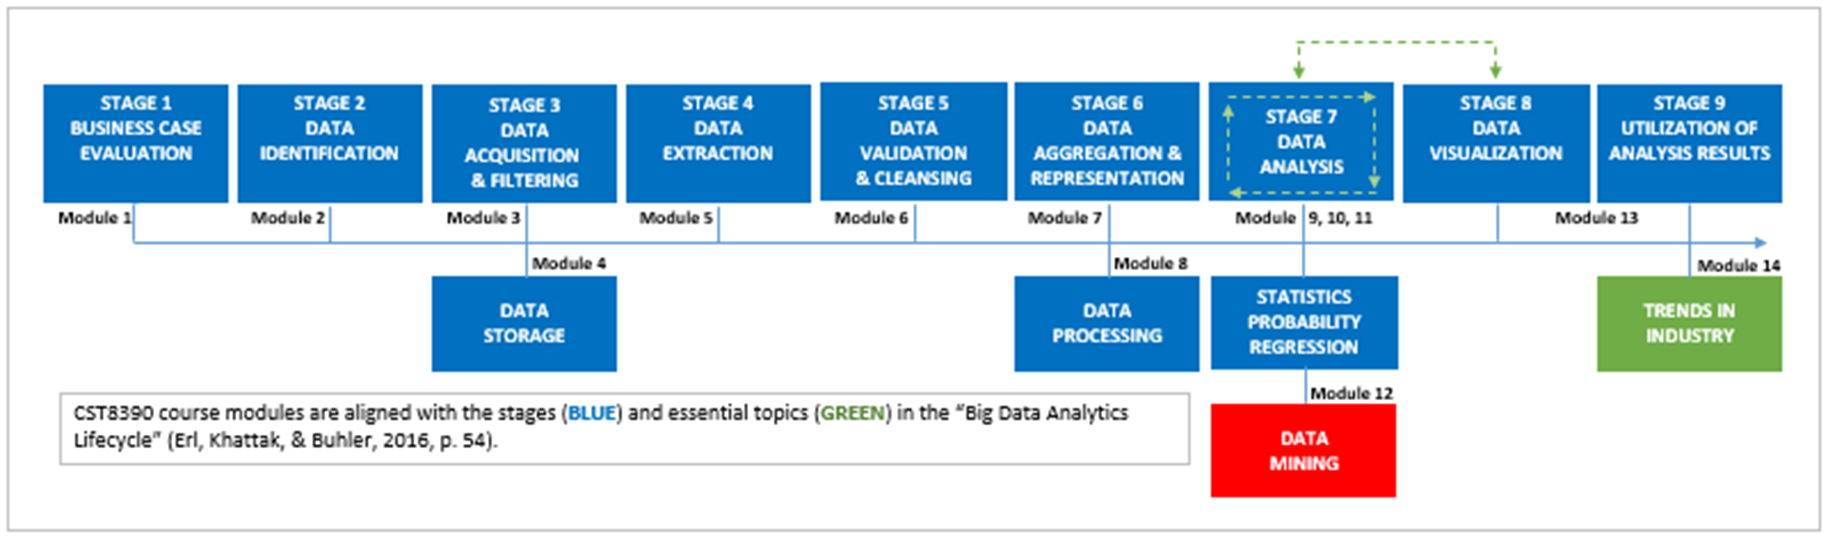 STAGE 1
BUSINESS CASE
EVALUATION
STAGE 2
DATA
IDENTIFICATION
STAGE 3
DATA
ACQUISITION
& FILTERING
STAGE 4
DATA
EXTRACTION
STAGE 5
DATA
VALIDATION
& CLEANSING
STAGE 6
DATA
AGGREGATION &
REPRESENTATION
STAGE 7
DATA
ANALYSIS
STAGE 8
DATA
VISUALIZATION
STAGE 9
UTILIZATION OF
ANALYSIS RESULTS
Module 1
Module 2
Module 3
Module 5
Module 6
Module 7
Module 9, 10, 11
Module 13
Module 4
Module 8
Module 14
DATA
STORAGE
DATA
PROCESSING
STATISTICS
PROBABILITY
REGRESSION
TRENDS IN
INDUSTRY
Module 12
DATA
MINING
CST8390 course modules are aligned with the stages (BLUE) and essential topics (GREEN) in the “Big Data Analytics
Lifecycle” (Erl, Khattak, & Buhler, 2016, p. 54).